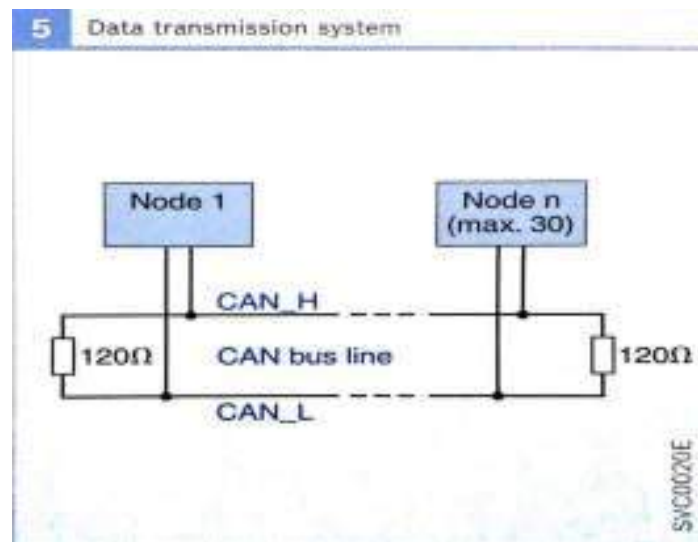 5 Data transmission system
Node 1
Node n
(max. 30)
CAN_H
120Ω
CAN bus line
120Ω
CAN_L
SVC0020E